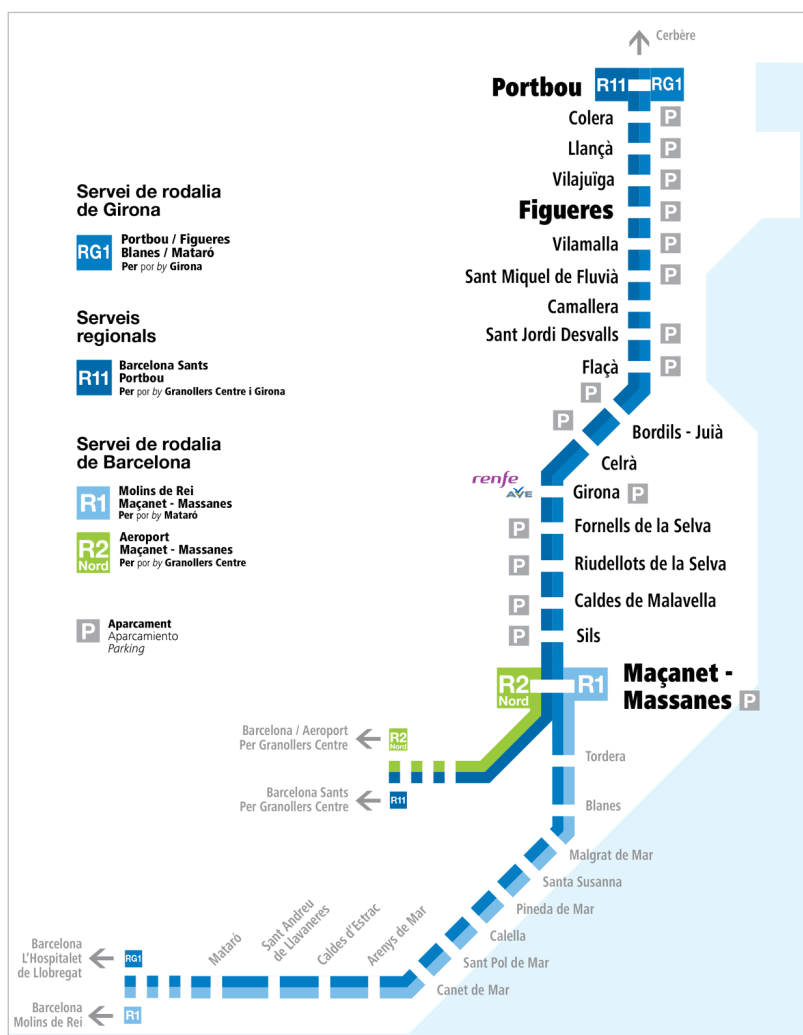 Cerbère
Portbou R11 RG1
Colera P
Llançà P
Vilajuïga P
Figueres P
Vilamalla P
Sant Miquel de Fluvià P
Camallera
Sant Jordi Desvalls P
Flaçà P
P
P
Bordils - Juià
Celrà
renfe
AVE
Girona P
P Fornells de la Selva
P Riudellots de la Selva
P Caldes de Malavella
P Sils
R2
Nord
R1
Maçanet -
Massanes P
Servei de rodalia
de Girona
RG1
Portbou / Figueres
Blanes / Mataró
Per por by Girona
Serveis
regionals
R11
Barcelona Sants
Portbou
Per por by Granollers Centre i Girona
Servei de rodalia
de Barcelona
R1
Molins de Rei
Maçanet - Massanes
Per por by Mataró
R2
Nord
Aeroport
Maçanet - Massanes
Per por by Granollers Centre
P
Aparcament
Aparcamiento
Parking
Barcelona / Aeroport
Per Granollers Centre
R2
Nord
Barcelona Sants
Per Granollers Centre
R11
Tordera
Blanes
Malgrat de Mar
Santa Susanna
Pineda de Mar
Calella
Sant Pol de Mar
Canet de Mar
Arenys de Mar
Caldes d'Estrac
Sant Andreu
de Llavaneres
Mataró
Barcelona
L'Hospitalet
de Llobregat
RG1
Barcelona
Molins de Rei
R1